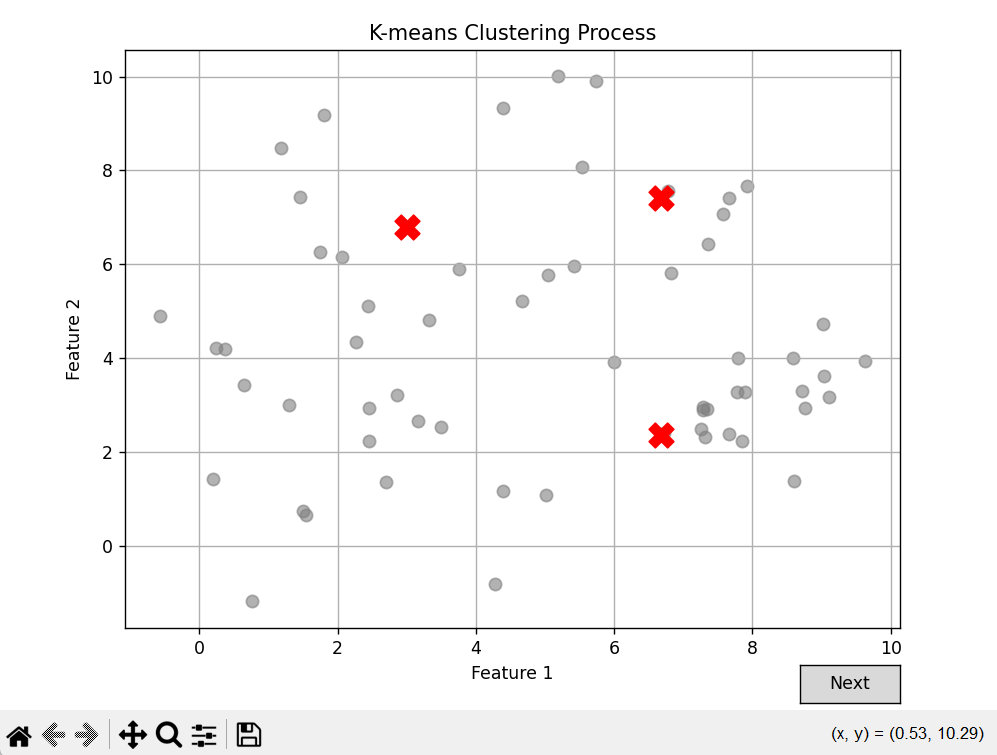 K-means Clustering Process
10
8
6
4
2
0
Feature 2
0 2 4 6 8 10
Feature 1
Next
(x, y) = (0.53, 10.29)